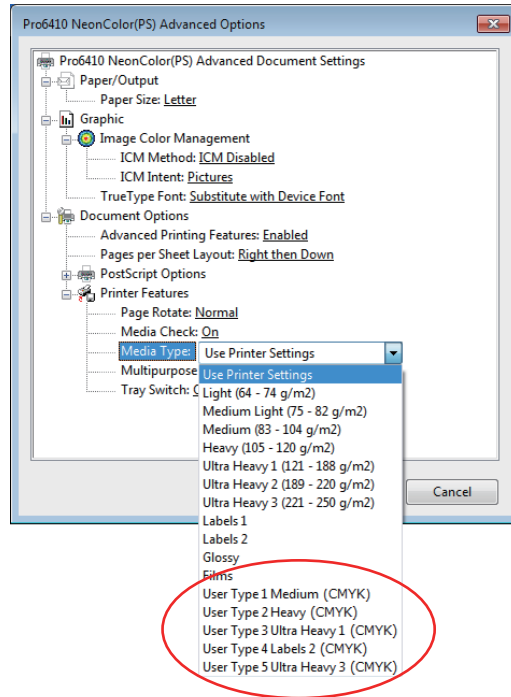 Pro6410 NeonColor(PS) Advanced Options
Pro6410 NeonColor(PS) Advanced Document Settings
Paper/Output
Paper Size: Letter
Graphic
Image Color Management
ICM Method: ICM Disabled
ICM Intent: Pictures
TrueType Font: Substitute with Device Font
Document Options
Advanced Printing Features: Enabled
Pages per Sheet Layout: Right then Down
PostScript Options
Printer Features
Page Rotate: Normal
Media Check: On
Media Type: Use Printer Settings
Multipurpose
Tray Switch:
Use Printer Settings
Light (64 - 74 g/m2)
Medium Light (75 - 82 g/m2)
Medium (83 - 104 g/m2)
Heavy (105 - 120 g/m2)
Ultra Heavy 1 (121 - 188 g/m2)
Ultra Heavy 2 (189 - 220 g/m2)
Ultra Heavy 3 (221 - 250 g/m2)
Labels 1
Labels 2
Glossy
Films
User Type 1 Medium (CMYK)
User Type 2 Heavy (CMYK)
User Type 3 Ultra Heavy 1 (CMYK)
User Type 4 Labels 2 (CMYK)
User Type 5 Ultra Heavy 3 (CMYK)
Cancel